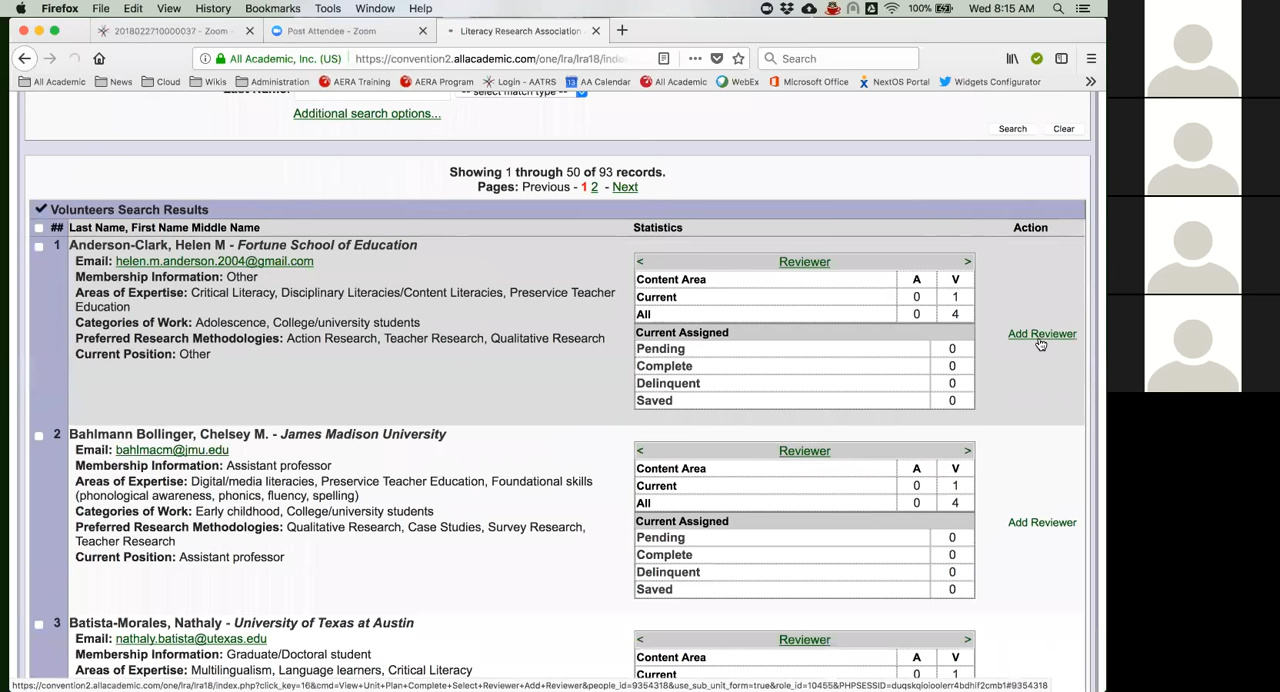 Firefox File Edit View History Bookmarks Tools Window Help 100% Wed 8:15 AM
2018022710000037 - Zoom Post Attendee - Zoom Literacy Research Association
All Academic, Inc. (US) https://convention2.allacademic.com/one/lra/lra18/inde Search
All Academic News Cloud Wikis Administration AERA Training AERA Program Login - AATRS AA Calendar All Academic WebEx Microsoft Office NextOS Portal Widgets Configurator
-- select match type --
Additional search options...
Search Clear
Showing 1 through 50 of 93 records.
Pages: Previous - 1 2 - Next
Volunteers Search Results
## Last Name, First Name Middle Name Statistics Action
1 Anderson-Clark, Helen M - Fortune School of Education
Email: helen.m.anderson.2004@gmail.com
Membership Information: Other
Areas of Expertise: Critical Literacy, Disciplinary Literacies/Content Literacies, Preservice Teacher
Education
Categories of Work: Adolescence, College/university students
Preferred Research Methodologies: Action Research, Teacher Research, Qualitative Research
Current Position: Other
< Reviewer >
Content Area A V
Current 0 1
All 0 4
Current Assigned
Pending 0
Complete 0
Delinquent 0
Saved 0
Add Reviewer
2 Bahlmann Bollinger, Chelsey M. - James Madison University
Email: bahlmacm@jmu.edu
Membership Information: Assistant professor
Areas of Expertise: Digital/media literacies, Preservice Teacher Education, Foundational skills
(phonological awareness, phonics, fluency, spelling)
Categories of Work: Early childhood, College/university students
Preferred Research Methodologies: Qualitative Research, Case Studies, Survey Research,
Teacher Research
Current Position: Assistant professor
< Reviewer >
Content Area A V
Current 0 1
All 0 4
Current Assigned
Pending 0
Complete 0
Delinquent 0
Saved 0
Add Reviewer
3 Batista-Morales, Nathaly - University of Texas at Austin
Email: nathaly.batista@utexas.edu
Membership Information: Graduate/Doctoral student
Areas of Expertise: Multilingualism, Language learners, Critical Literacy
< Reviewer >
Content Area A V
Current 0 1